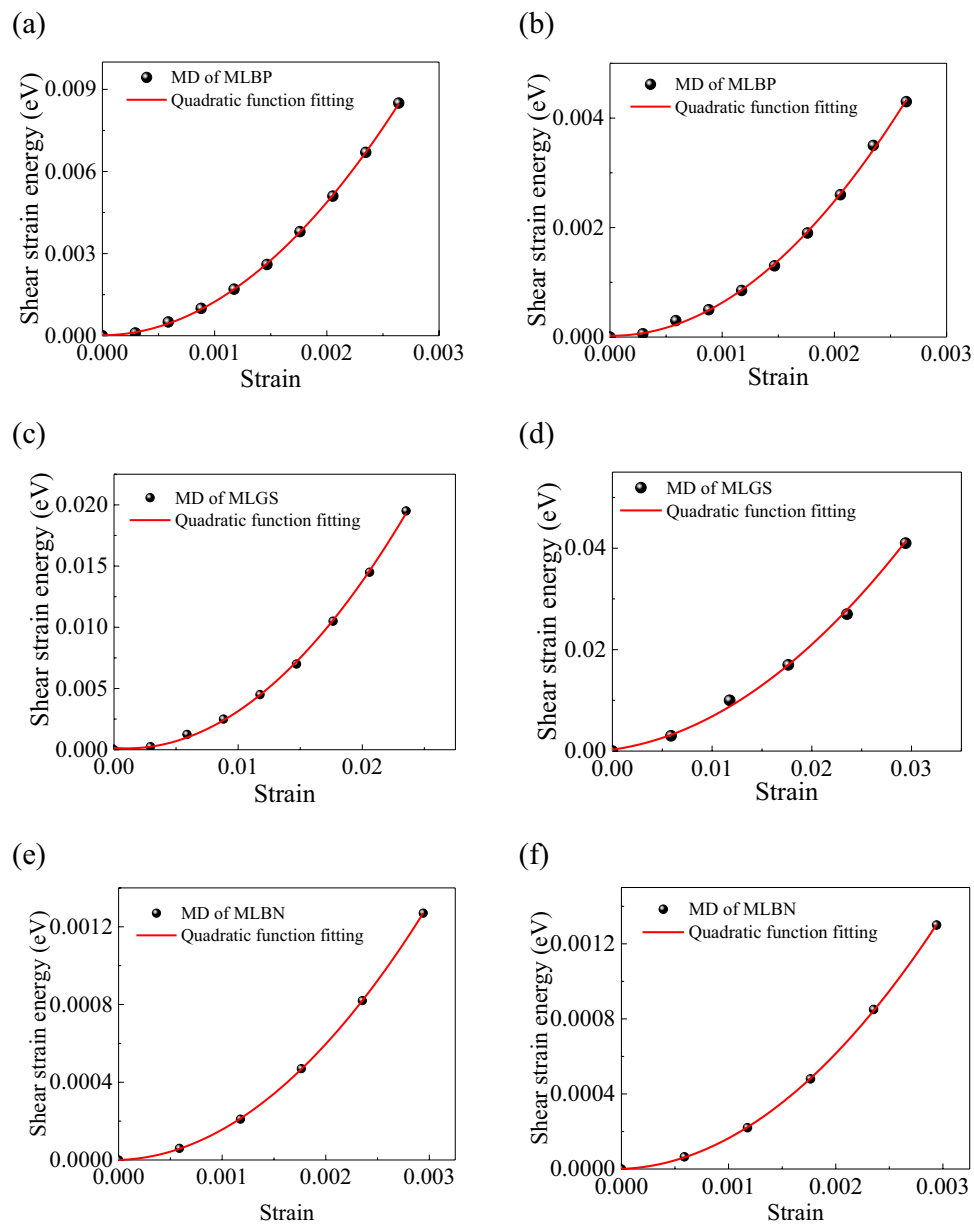 (a)
(b)
MD of MLBP
Quadratic function fitting
Shear strain energy (eV)
0.009
0.006
0.003
0.000
0.000 0.001 0.002 0.003
Strain
MD of MLBP
Quadratic function fitting
Shear strain energy (eV)
0.004
0.002
0.000
0.001 0.002 0.003
Strain
(c)
(d)
MD of MLGS
Quadratic function fitting
Shear strain energy (eV)
0.020
0.015
0.010
0.005
0.000
0.00 0.01 0.02
Strain
MD of MLGS
Quadratic function fitting
Shear strain energy (eV)
0.04
0.02
0.00
0.00 0.01 0.02 0.03
Strain
(e)
(f)
MD of MLBN
Quadratic function fitting
Shear strain energy (eV)
0.0012
0.0008
0.0004
0.0000
0.000 0.001 0.002 0.003
Strain
MD of MLBN
Quadratic function fitting
Shear strain energy (eV)
0.0012
0.0008
0.0004
0.0000
0.000 0.001 0.002 0.003
Strain